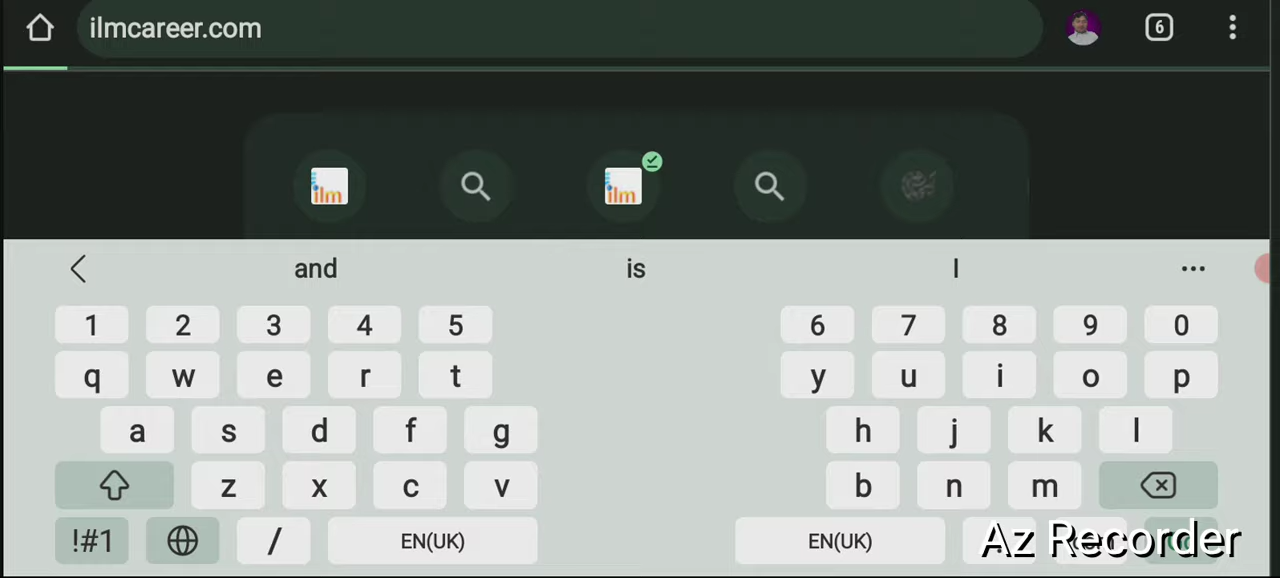 ilmcareer.com
6
ilm
ilm
and is I ...
1 2 3 4 5 6 7 8 9 0
q w e r t y u i o p
a s d f g h j k l
z x c v b n m
!#1 / EN(UK) EN(UK)
Az Recorder